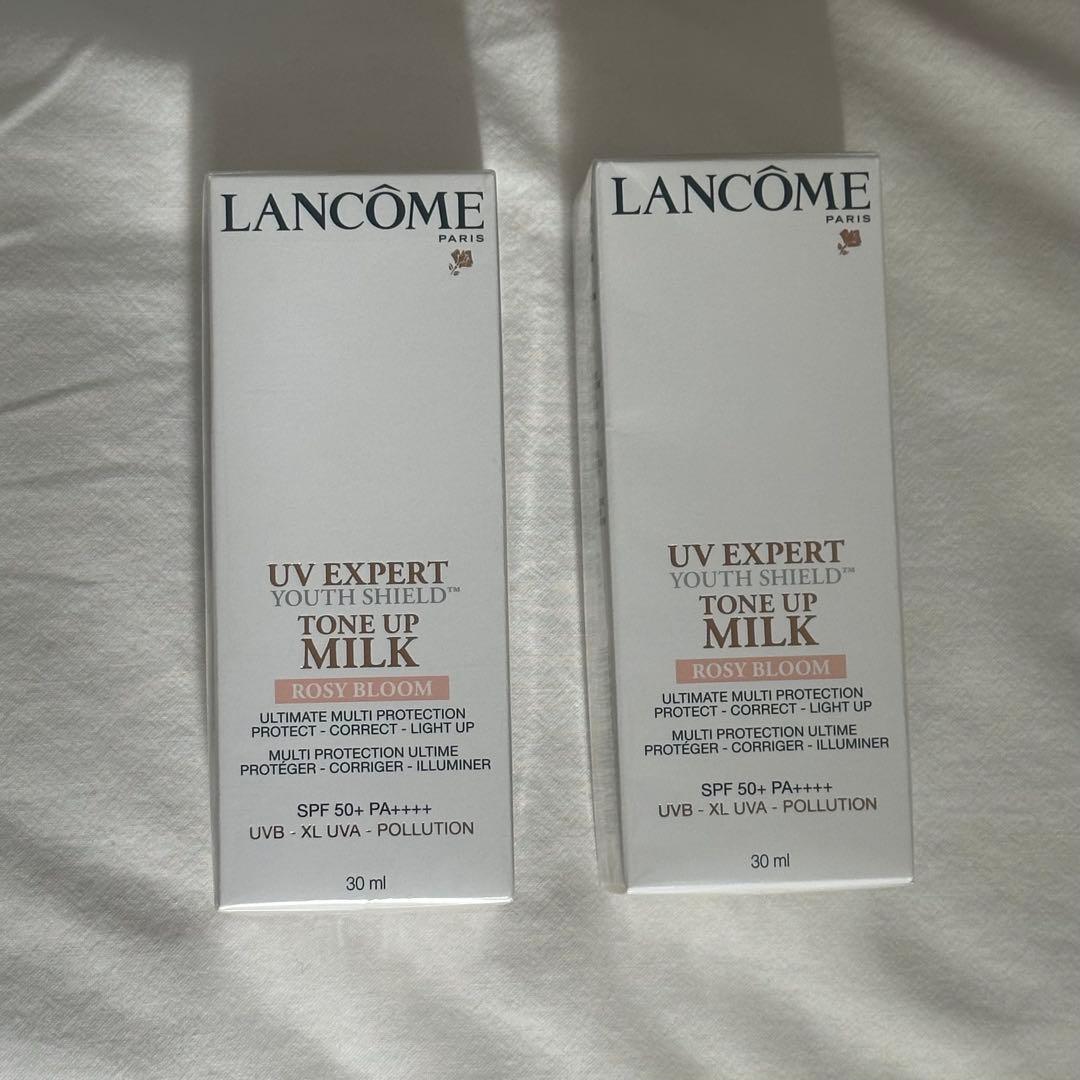 LANCÔME
PARIS
UV EXPERT
YOUTH SHIELD™
TONE UP
MILK
ROSY BLOOM
ULTIMATE MULTI PROTECTION
PROTECT - CORRECT - LIGHT UP
MULTI PROTECTION ULTIME
PROTÉGER - CORRIGER - ILLUMINER
SPF 50+ PA++++
UVB - XL UVA - POLLUTION
30 ml
LANCÔME
PARIS
UV EXPERT
YOUTH SHIELD™
TONE UP
MILK
ROSY BLOOM
ULTIMATE MULTI PROTECTION
PROTECT - CORRECT - LIGHT UP
MULTI PROTECTION ULTIME
PROTÉGER - CORRIGER - ILLUMINER
SPF 50+ PA++++
UVB - XL UVA - POLLUTION
30 ml